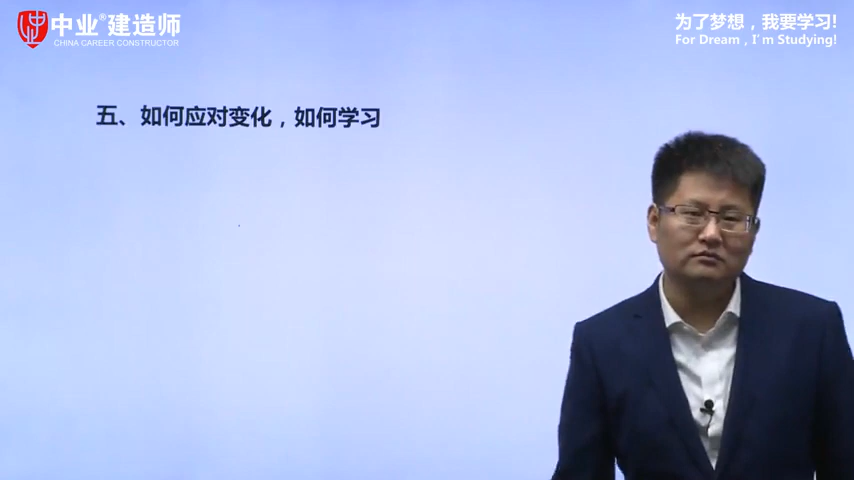 中业®建造师
CHINA CAREER CONSTRUCTOR
为了梦想，我要学习!
For Dream , I'm Studying!
五、如何应对变化，如何学习